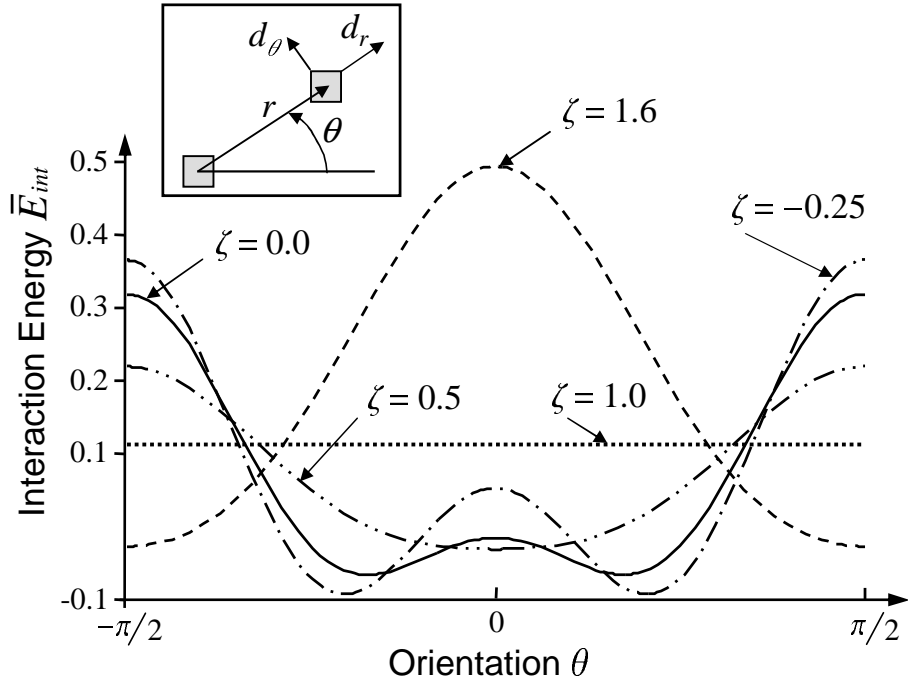 d_θ
d_r
r
θ
ζ = 1.6
ζ = −0.25
ζ = 0.0
ζ = 0.5
ζ = 1.0
Interaction Energy E̿_int
0.5
0.4
0.3
0.2
0.1
-0.1
−π/2
0
π/2
Orientation θ